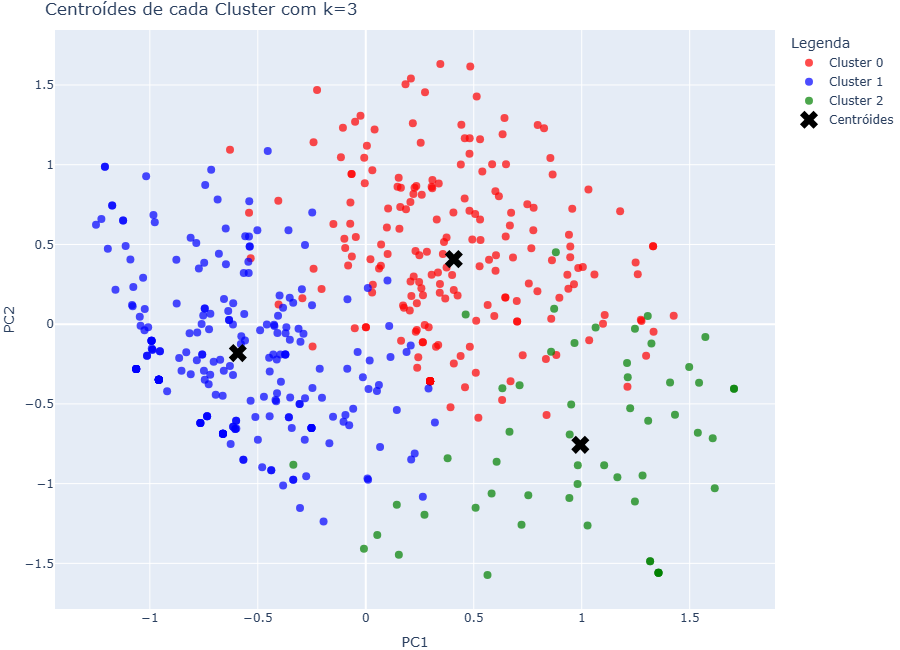 Centroídes de cada Cluster com k=3
Legenda
Cluster 0
Cluster 1
Cluster 2
Centróides
PC2
1.5
1
0.5
0
−0.5
−1
−1.5
−1
−0.5
0
0.5
1
1.5
PC1